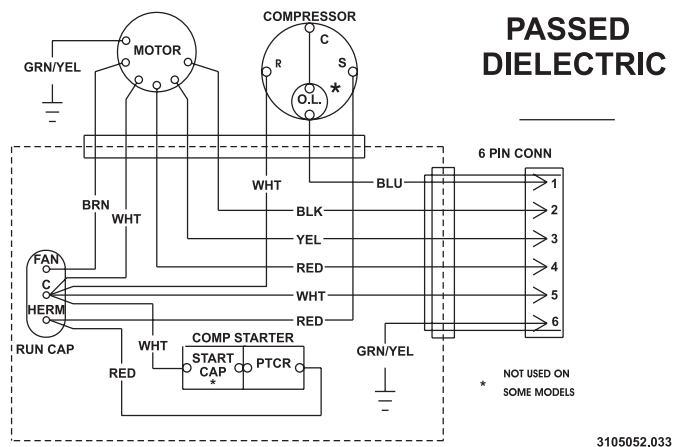 COMPRESSOR
PASSED
DIELECTRIC
MOTOR
C
R
S
GRN/YEL
O.L.
*
6 PIN CONN
WHT
BLU
1
BRN
WHT
BLK
2
YEL
3
FAN
RED
4
C
WHT
5
HERM
RED
6
RUN CAP
WHT
COMP STARTER
GRN/YEL
START
CAP
*
PTCR
RED
* NOT USED ON
SOME MODELS
3105052.033